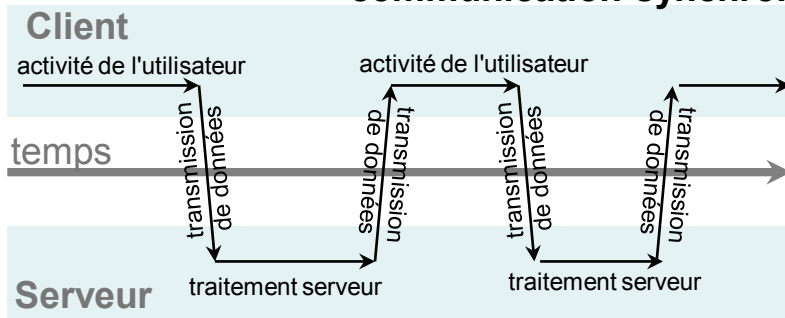 Client
activité de l'utilisateur
activité de l'utilisateur
transmission
de données
transmission
de données
transmission
de données
transmission
de données
temps
traitement serveur
traitement serveur
Serveur